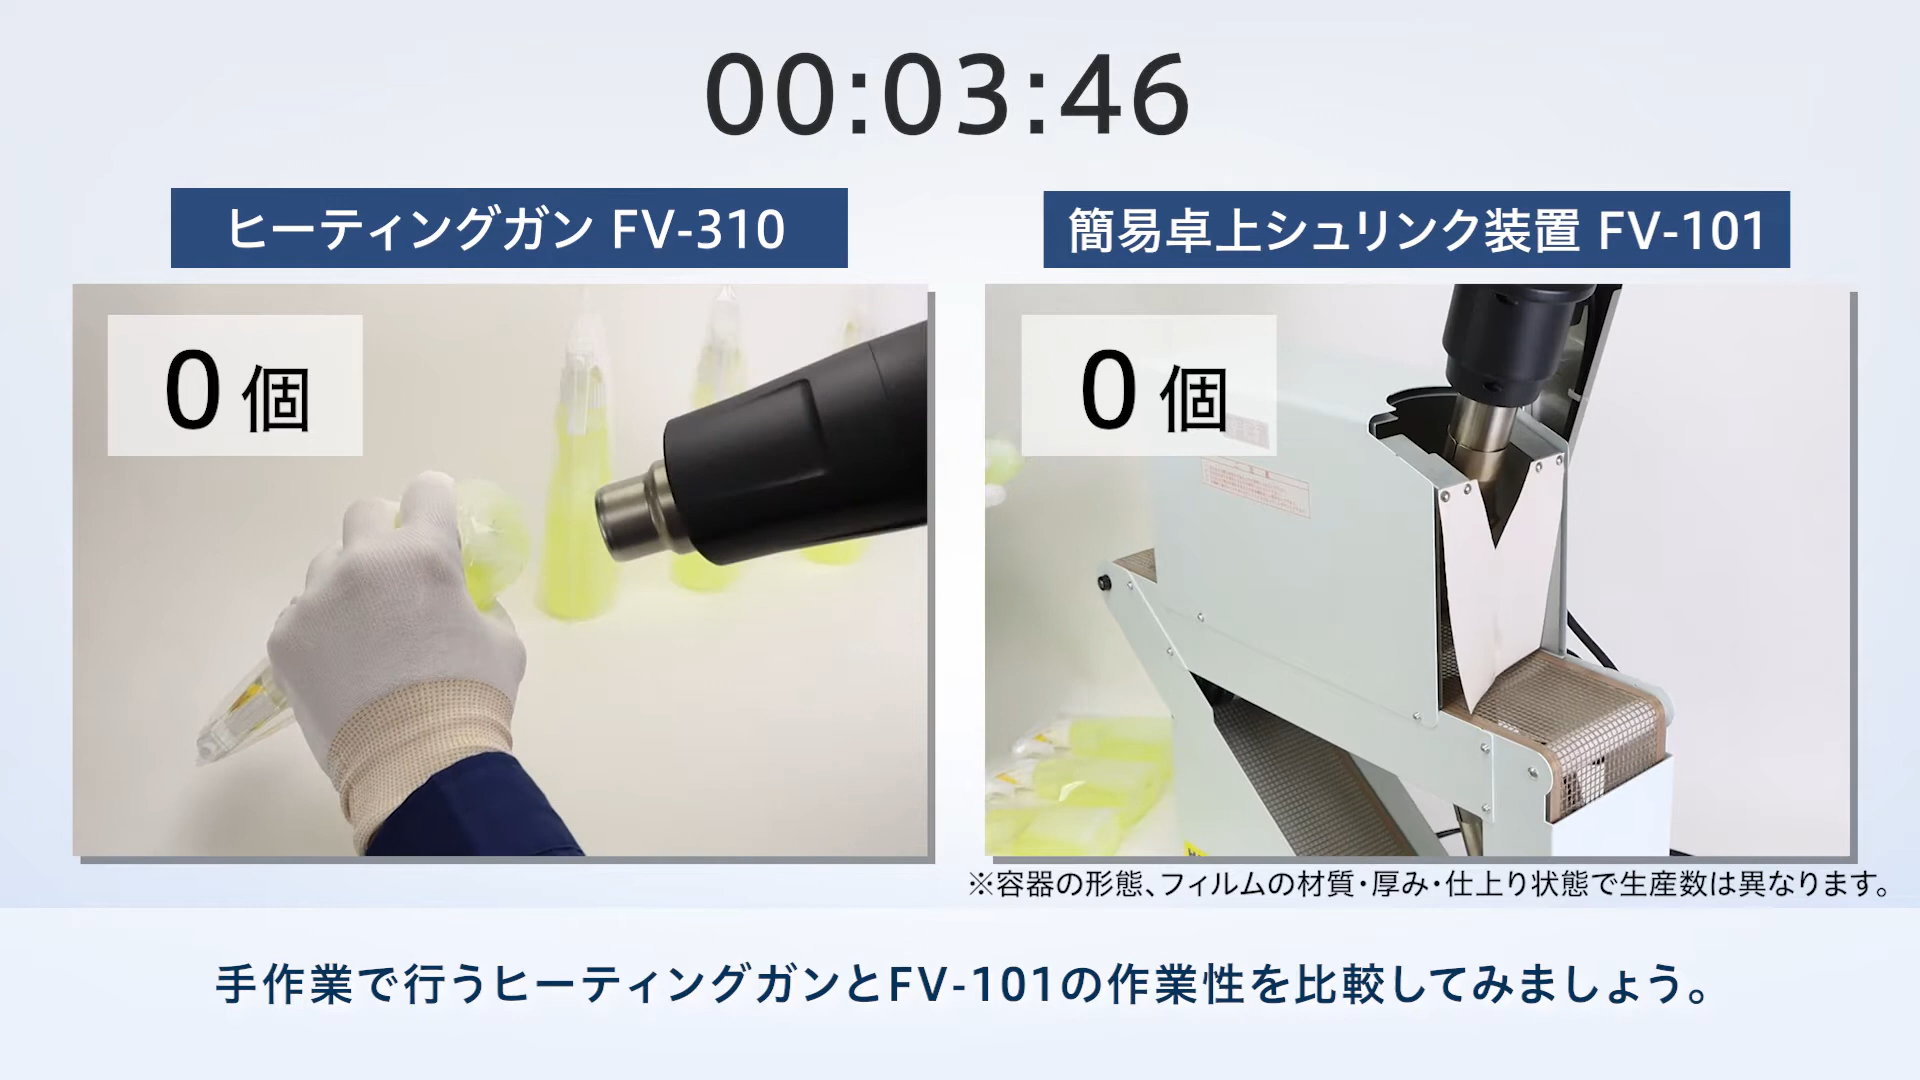 00:03:46
ヒーティングガン FV-310
簡易卓上シュリンク装置 FV-101
0 個
0 個
※容器の形態、フィルムの材質・厚み・仕上り状態で生産数は異なります。
手作業で行うヒーティングガンとFV-101の作業性を比較してみましょう。